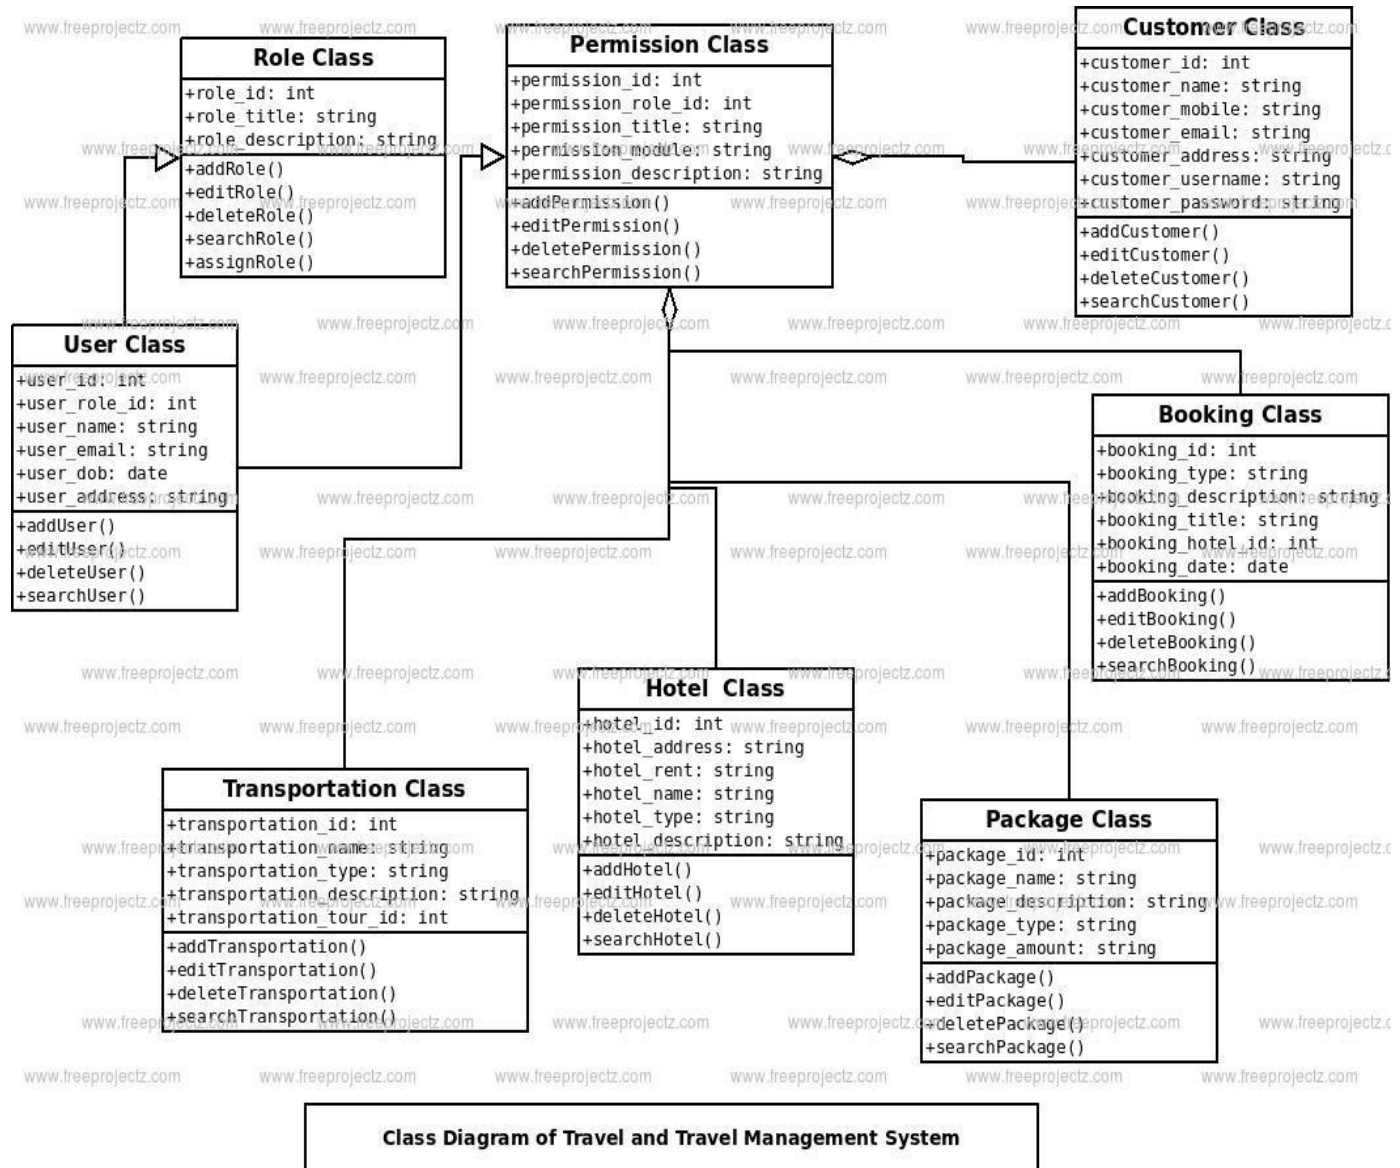 Role Class
+role_id: int
+role_title: string
+role_description: string
+addRole()
+editRole()
+deleteRole()
+searchRole()
+assignRole()
Permission Class
+permission_id: int
+permission_role_id: int
+permission_title: string
+permission_module: string
+permission_description: string
+addPermission()
+editPermission()
+deletePermission()
+searchPermission()
Customer Class
+customer_id: int
+customer_name: string
+customer_mobile: string
+customer_email: string
+customer_address: string
+customer_username: string
+customer_password: string
+addCustomer()
+editCustomer()
+deleteCustomer()
+searchCustomer()
User Class
+user_id: int
+user_role_id: int
+user_name: string
+user_email: string
+user_dob: date
+user_address: string
+addUser()
+editUser()
+deleteUser()
+searchUser()
Booking Class
+booking_id: int
+booking_type: string
+booking_description: string
+booking_title: string
+booking_hotel_id: int
+booking_date: date
+addBooking()
+editBooking()
+deleteBooking()
+searchBooking()
Hotel Class
+hotel_id: int
+hotel_address: string
+hotel_rent: string
+hotel_name: string
+hotel_type: string
+hotel_description: string
+addHotel()
+editHotel()
+deleteHotel()
+searchHotel()
Transportation Class
+transportation_id: int
+transportation_name: string
+transportation_type: string
+transportation_description: string
+transportation_tour_id: int
+addTransportation()
+editTransportation()
+deleteTransportation()
+searchTransportation()
Package Class
+package_id: int
+package_name: string
+package_description: string
+package_type: string
+package_amount: string
+addPackage()
+editPackage()
+deletePackage()
+searchPackage()
Class Diagram of Travel and Travel Management System
www.freeprojectz.com